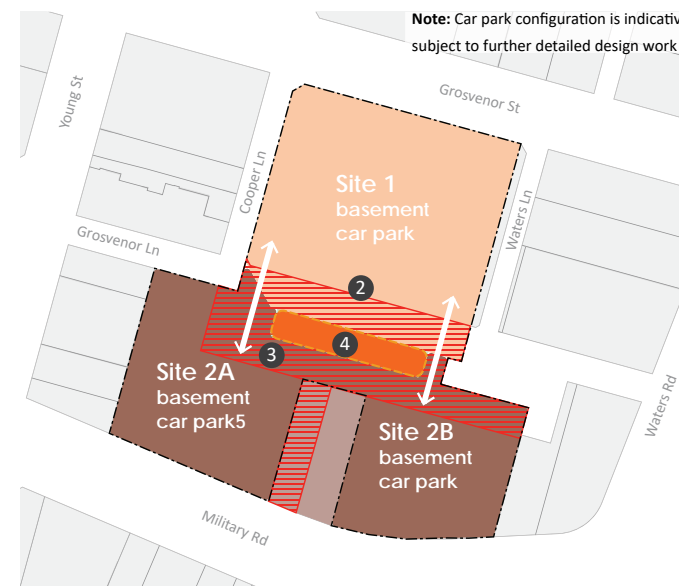 Note: Car park configuration is indicativ
subject to further detailed design work
Grosvenor St
Young St
Cooper Ln
Site 1
basement
car park
Waters Ln
Grosvenor Ln
2
4
3
Site 2A
basement
car park5
Site 2B
basement
car park
Waters Rd
Military Rd